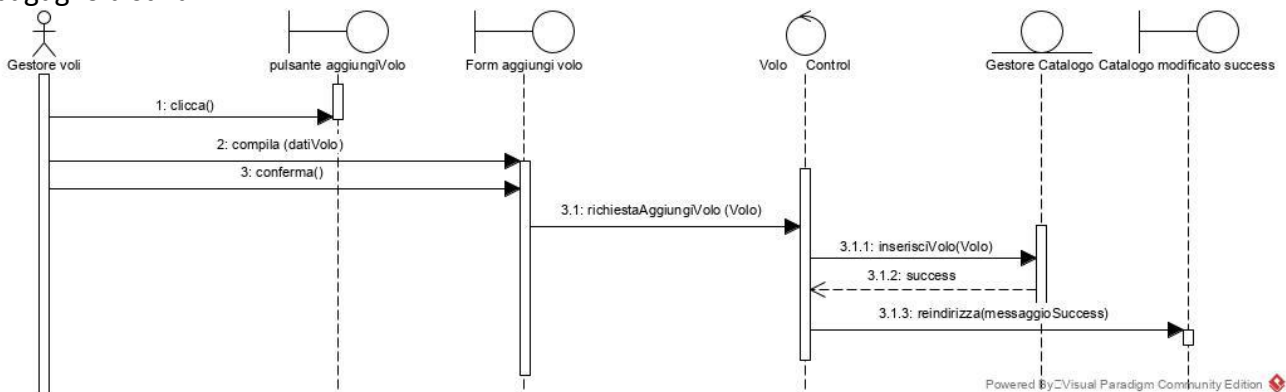 Gestore voli
pulsante aggiungiVolo
Form aggiungi volo
Volo Control
Gestore Catalogo
Catalogo modificato success
1: clicca()
2: compila (datiVolo)
3: conferma()
3.1: richiestaAggiungiVolo (Volo)
3.1.1: inserisciVolo(Volo)
3.1.2: success
3.1.3: reindirizza(messaggioSuccess)
Powered By Visual Paradigm Community Edition